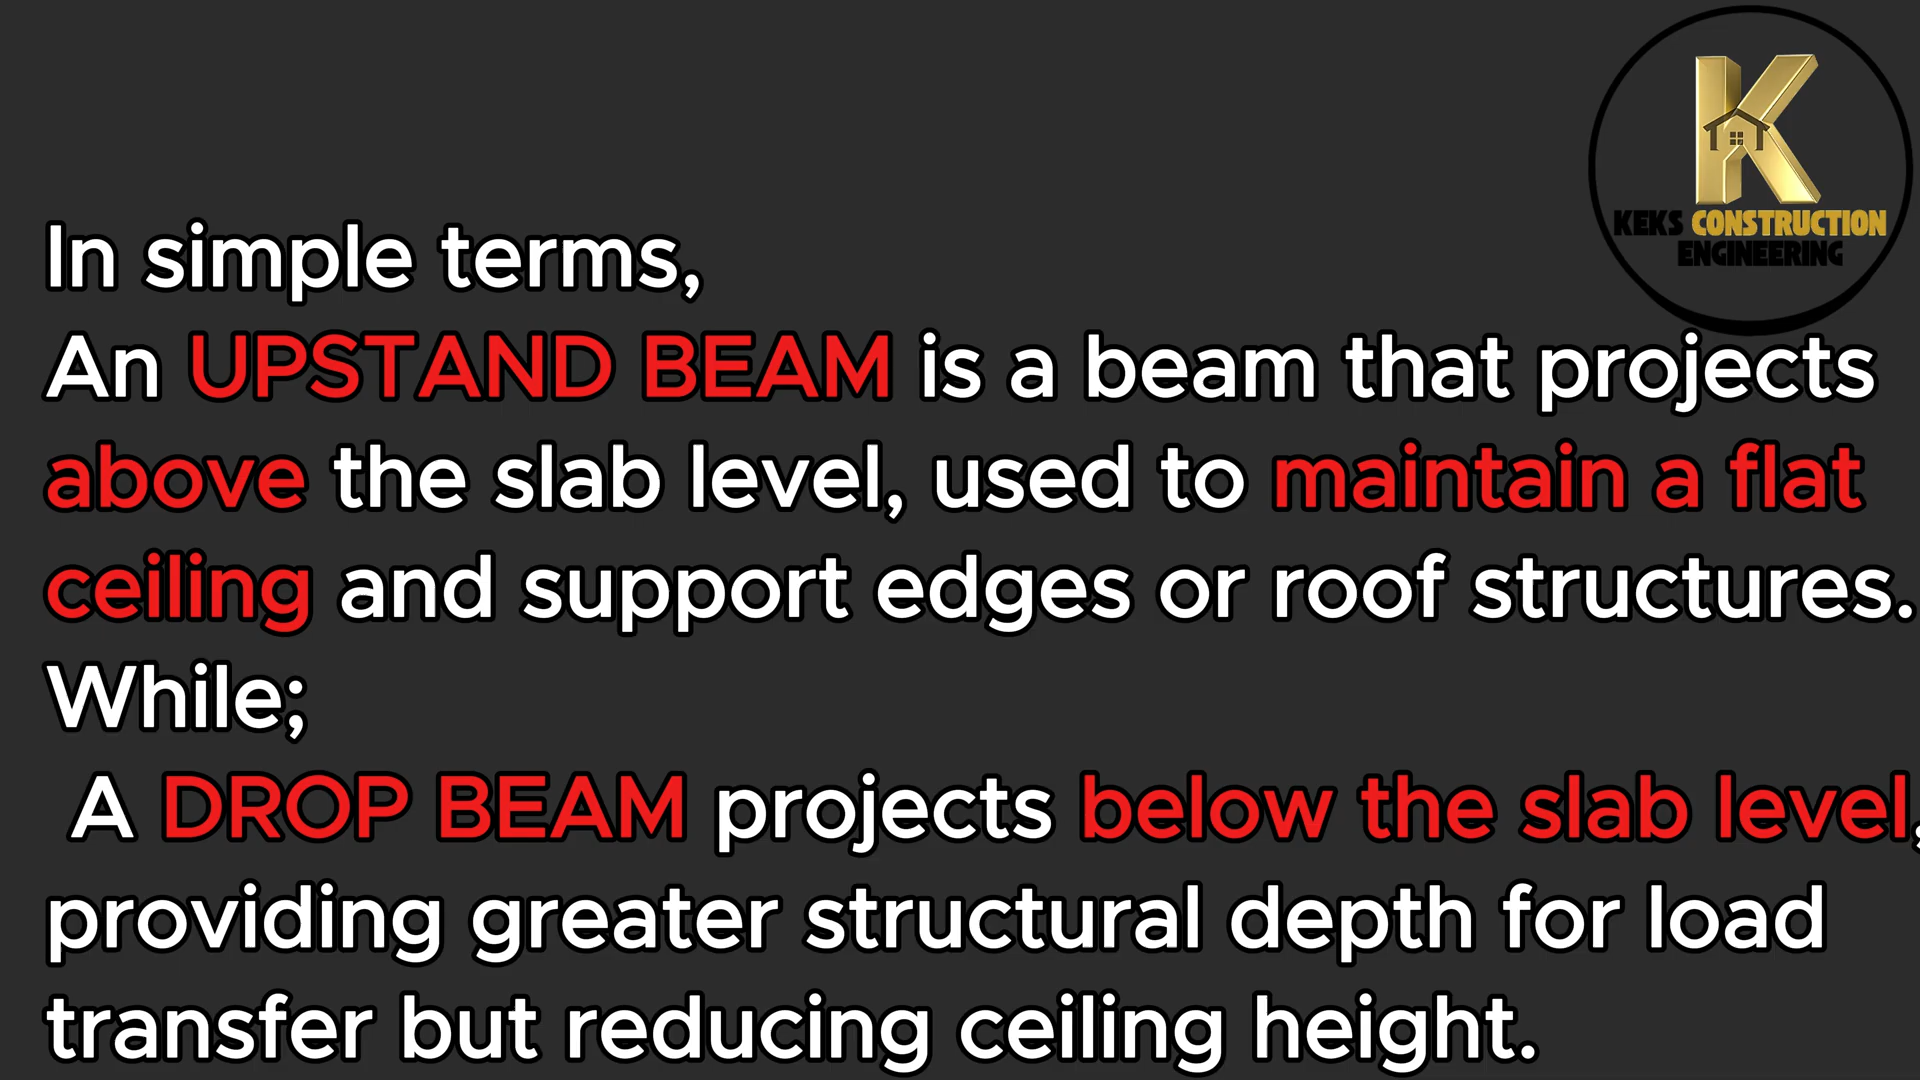 KEKS CONSTRUCTION
ENGINEERING
In simple terms,
An UPSTAND BEAM is a beam that projects
above the slab level, used to maintain a flat
ceiling and support edges or roof structures.
While;
A DROP BEAM projects below the slab level,
providing greater structural depth for load
transfer but reducing ceiling height.